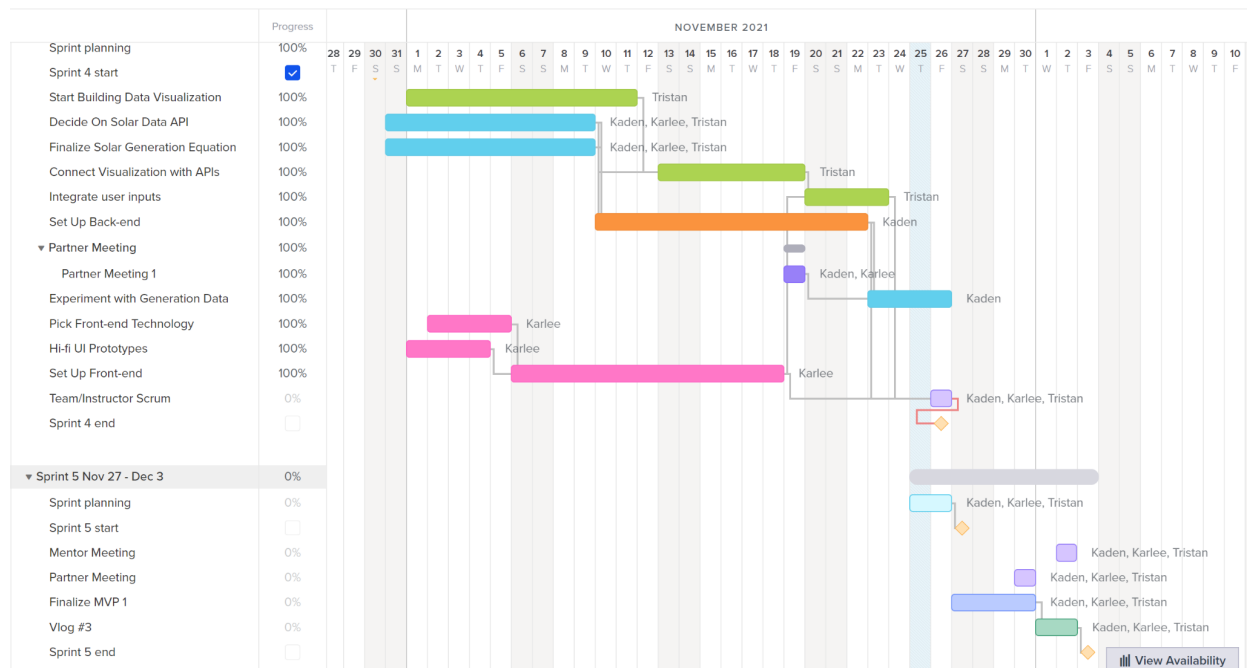 Progress
NOVEMBER 2021
28 29 30 31 1 2 3 4 5 6 7 8 9 10 11 12 13 14 15 16 17 18 19 20 21 22 23 24 25 26 27 28 29 30 1 2 3 4 5 6 7 8 9 10
T F S S M T W T F S S M T W T F S S M T W T F S S M T W T F S S M T W T F S S M T W T F
Sprint planning 100%
Sprint 4 start
Start Building Data Visualization 100% Tristan
Decide On Solar Data API 100% Kaden, Karlee, Tristan
Finalize Solar Generation Equation 100% Kaden, Karlee, Tristan
Connect Visualization with APIs 100% Tristan
Integrate user inputs 100% Tristan
Set Up Back-end 100% Kaden
Partner Meeting 100%
Partner Meeting 1 100% Kaden, Karlee
Experiment with Generation Data 100% Kaden
Pick Front-end Technology 100% Karlee
Hi-fi UI Prototypes 100% Karlee
Set Up Front-end 100% Karlee
Team/Instructor Scrum 0% Kaden, Karlee, Tristan
Sprint 4 end
Sprint 5 Nov 27 - Dec 3 0%
Sprint planning 0% Kaden, Karlee, Tristan
Sprint 5 start
Mentor Meeting 0% Kaden, Karlee, Tristan
Partner Meeting 0% Kaden, Karlee, Tristan
Finalize MVP 1 0% Kaden, Karlee, Tristan
Vlog #3 0% Kaden, Karlee, Tristan
Sprint 5 end
View Availability